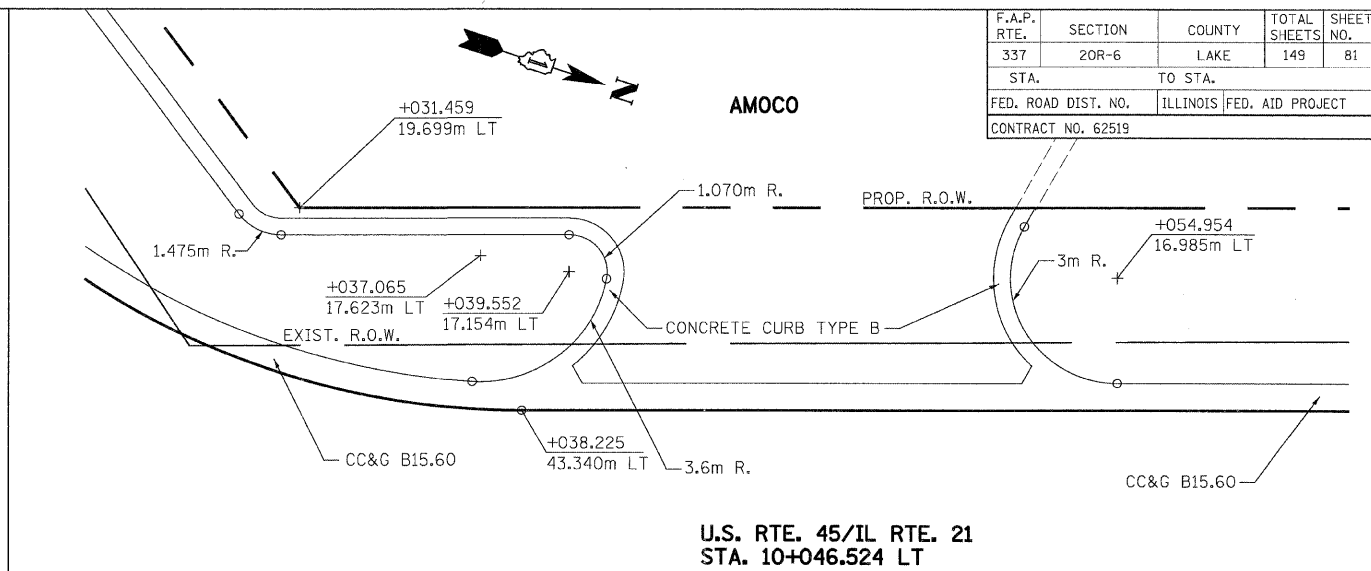 F.A.P. RTE. SECTION COUNTY TOTAL SHEETS SHEET NO.
337 20R-6 LAKE 149 81
STA. TO STA.
FED. ROAD DIST. NO. ILLINOIS FED. AID PROJECT
CONTRACT NO. 62519
N
AMOCO
+031.459
19.699m LT
1.070m R.
PROP. R.O.W.
+054.954
16.985m LT
1.475m R.
3m R.
+037.065
17.623m LT
+039.552
17.154m LT
CONCRETE CURB TYPE B
EXIST. R.O.W.
+038.225
43.340m LT
CC&G B15.60
3.6m R.
CC&G B15.60
U.S. RTE. 45/IL RTE. 21
STA. 10+046.524 LT